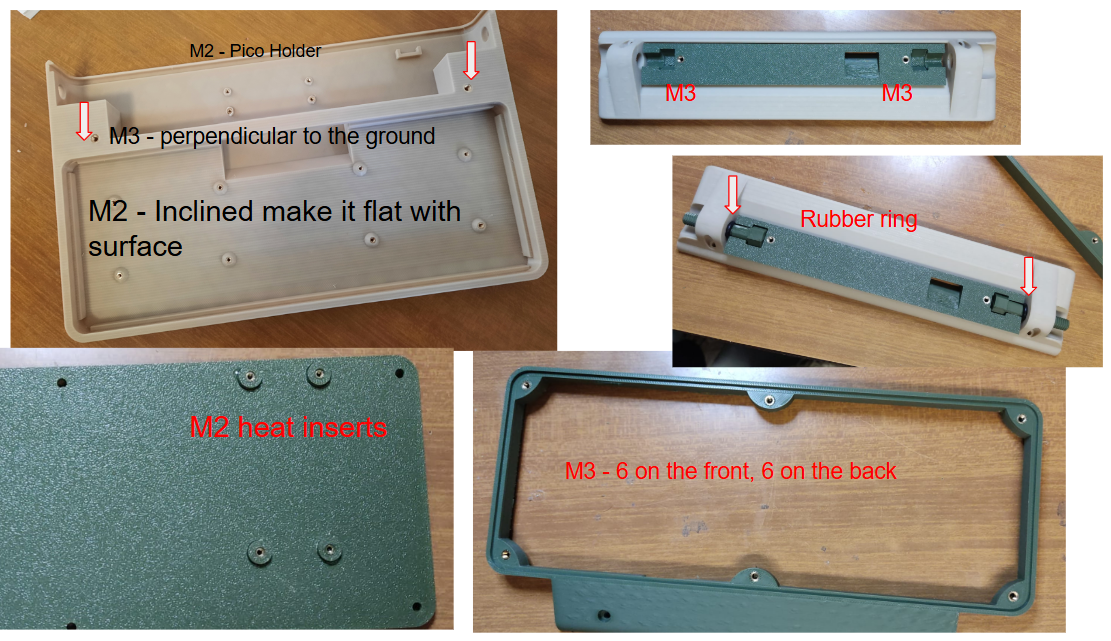 M2 - Pico Holder
M3 - perpendicular to the ground
M2 - Inclined make it flat with
surface
M3
M3
Rubber ring
M2 heat inserts
M3 - 6 on the front, 6 on the back